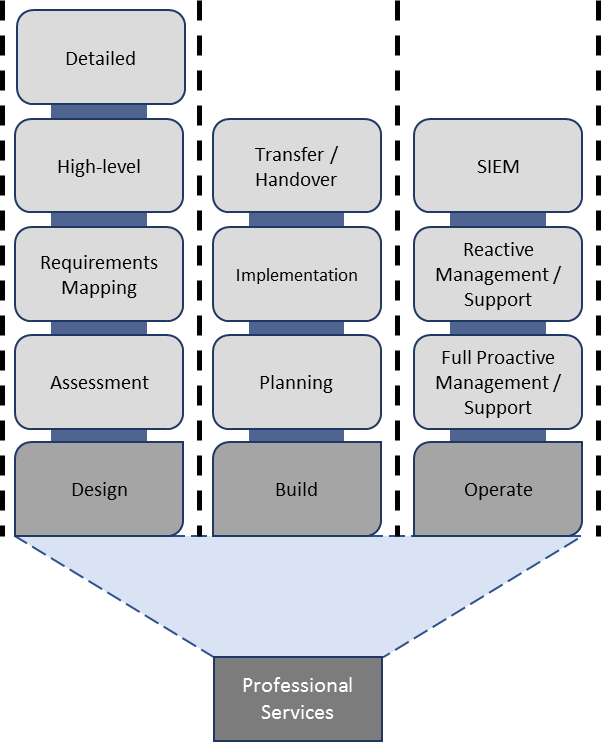 Detailed
High-level
Requirements
Mapping
Assessment
Design
Transfer /
Handover
Implementation
Planning
Build
SIEM
Reactive
Management /
Support
Full Proactive
Management /
Support
Operate
Professional
Services